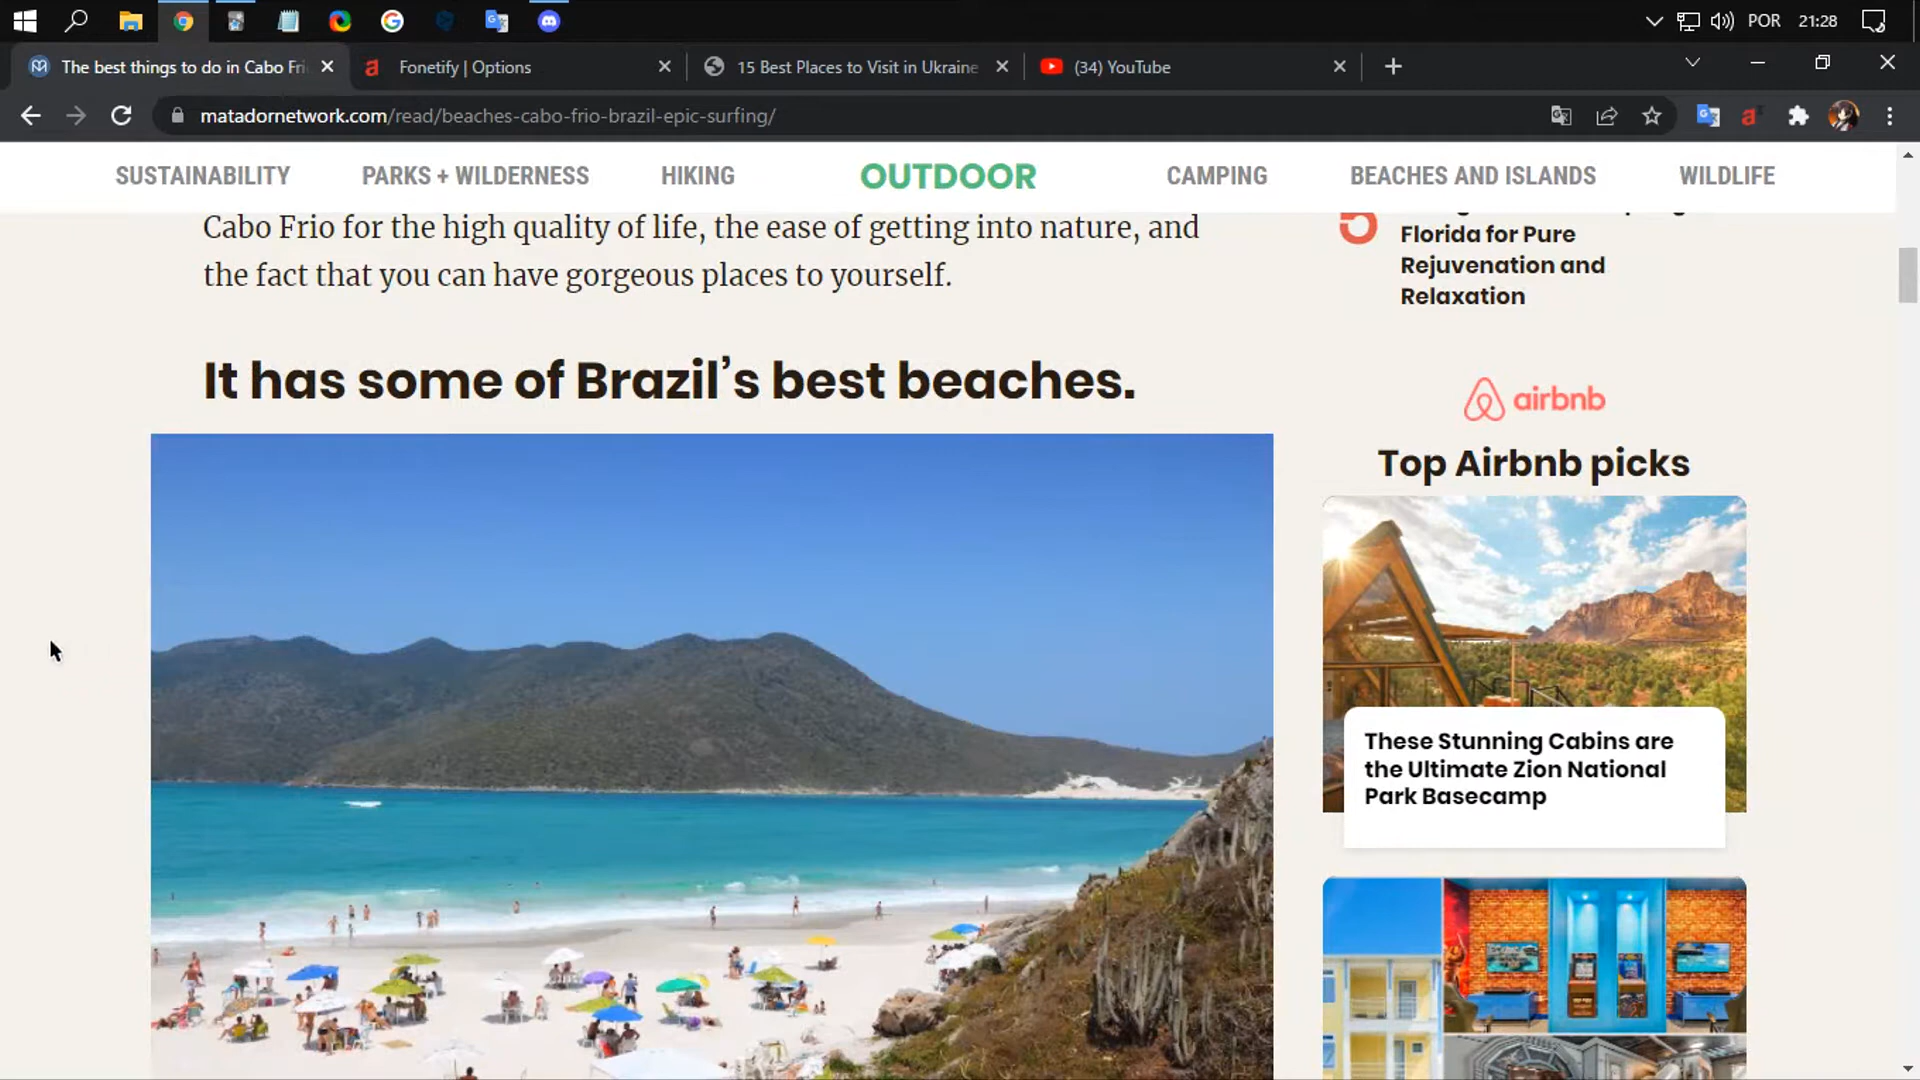 POR
21:28
The best things to do in Cabo Fri
Fonetify | Options
15 Best Places to Visit in Ukraine
(34) YouTube
matadornetwork.com/read/beaches-cabo-frio-brazil-epic-surfing/
SUSTAINABILITY
PARKS + WILDERNESS
HIKING
OUTDOOR
CAMPING
BEACHES AND ISLANDS
WILDLIFE
Cabo Frio for the high quality of life, the ease of getting into nature, and
the fact that you can have gorgeous places to yourself.
It has some of Brazil’s best beaches.
5
Florida for Pure
Rejuvenation and
Relaxation
airbnb
Top Airbnb picks
These Stunning Cabins are
the Ultimate Zion National
Park Basecamp